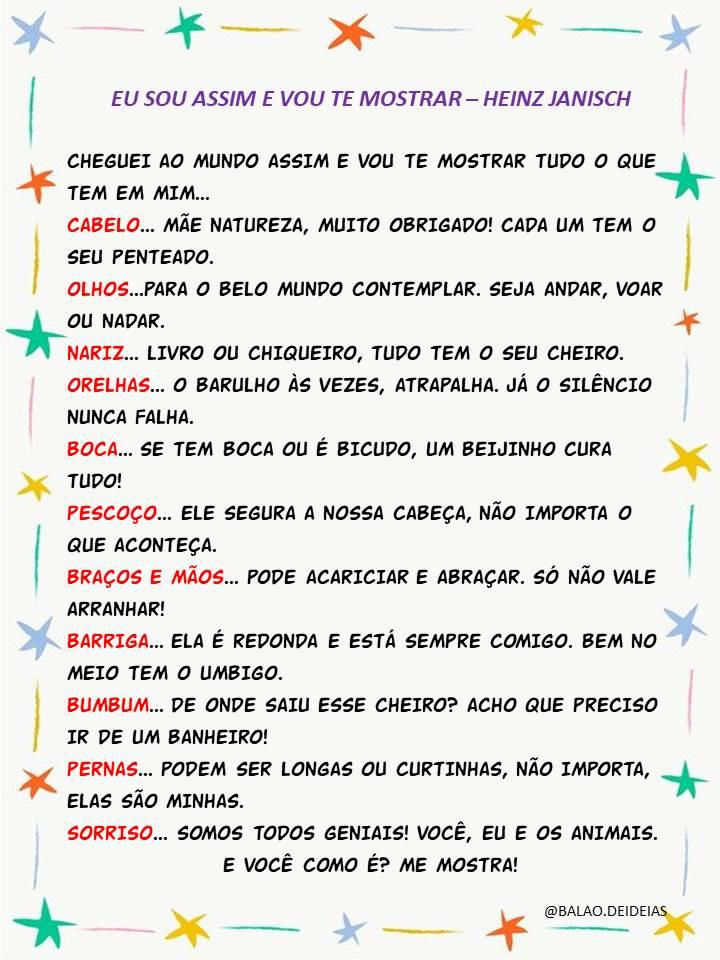 EU SOU ASSIM E VOU TE MOSTRAR – HEINZ JANISCH
CHEGUEI AO MUNDO ASSIM E VOU TE MOSTRAR TUDO O QUE
TEM EM MIM...
CABELO... MÃE NATUREZA, MUITO OBRIGADO! CADA UM TEM O
SEU PENTEADO.
OLHOS...PARA O BELO MUNDO CONTEMPLAR. SEJA ANDAR, VOAR
OU NADAR.
NARIZ... LIVRO OU CHIQUEIRO, TUDO TEM O SEU CHEIRO.
ORELHAS... O BARULHO ÀS VEZES, ATRAPALHA. JÁ O SILÊNCIO
NUNCA FALHA.
BOCA... SE TEM BOCA OU É BICUDO, UM BEIJINHO CURA
TUDO!
PESCOÇO... ELE SEGURA A NOSSA CABEÇA, NÃO IMPORTA O
QUE ACONTEÇA.
BRAÇOS E MÃOS... PODE ACARICIAR E ABRAÇAR. SÓ NÃO VALE
ARRANHAR!
BARRIGA... ELA É REDONDA E ESTÁ SEMPRE COMIGO. BEM NO
MEIO TEM O UMBIGO.
BUMBUM... DE ONDE SAIU ESSE CHEIRO? ACHO QUE PRECISO
IR DE UM BANHEIRO!
PERNAS... PODEM SER LONGAS OU CURTINHAS, NÃO IMPORTA,
ELAS SÃO MINHAS.
SORRISO... SOMOS TODOS GENIAIS! VOCÊ, EU E OS ANIMAIS.
E VOCÊ COMO É? ME MOSTRA!
@BALAO.DEIDEIAS